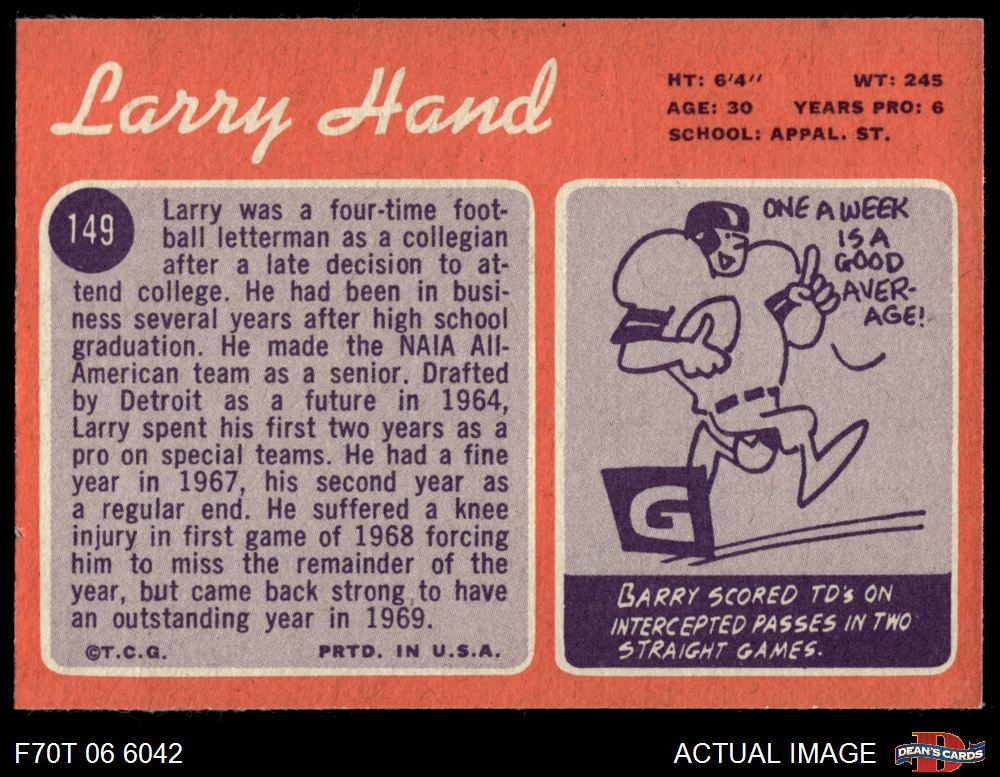 Larry Hand
HT: 6'4" WT: 245
AGE: 30 YEARS PRO: 6
SCHOOL: APPAL. ST.
149
Larry was a four-time foot-
ball letterman as a collegian
after a late decision to at-
tend college. He had been in busi-
ness several years after high school
graduation. He made the NAIA All-
American team as a senior. Drafted
by Detroit as a future in 1964,
Larry spent his first two years as a
pro on special teams. He had a fine
year in 1967, his second year as
a regular end. He suffered a knee
injury in first game of 1968 forcing
him to miss the remainder of the
year, but came back strong to have
an outstanding year in 1969.
©T.C.G. PRTD. IN U.S.A.
ONE A WEEK
IS A
GOOD
AVER-
AGE!
G
BARRY SCORED TD's ON
INTERCEPTED PASSES IN TWO
STRAIGHT GAMES.
F70T 06 6042
ACTUAL IMAGE
D
DEAN'S CARDS